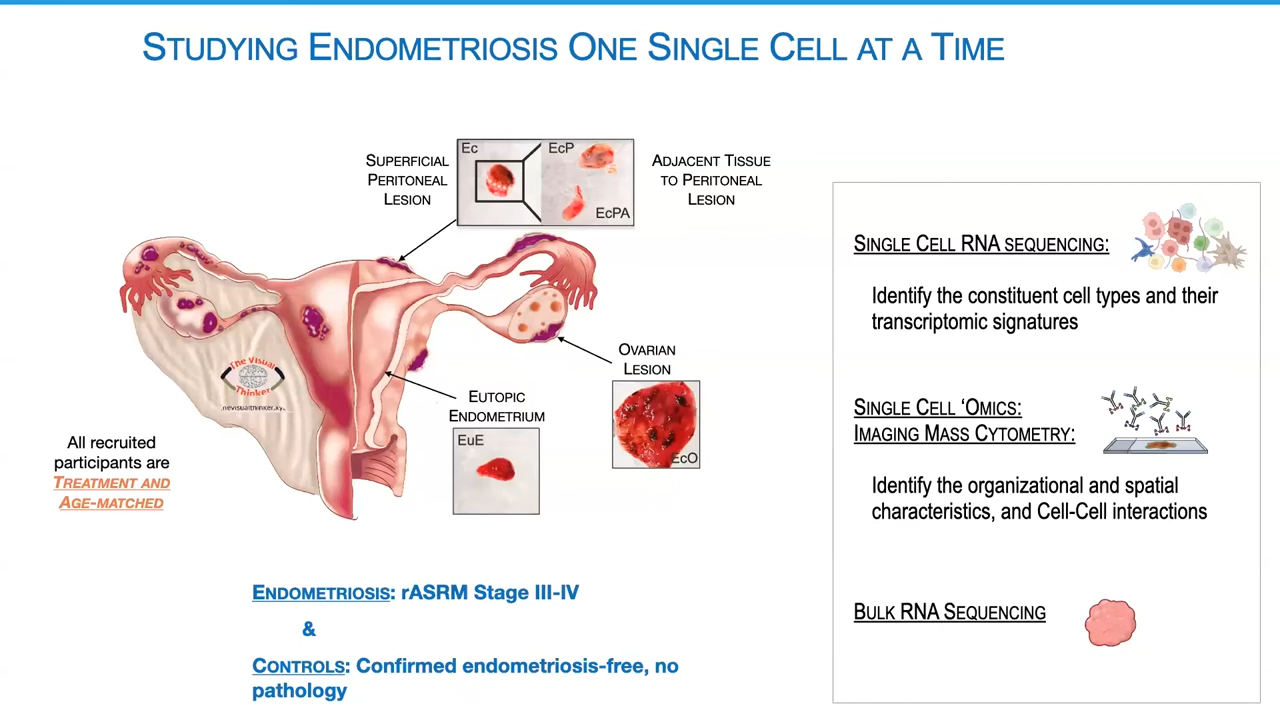 STUDYING ENDOMETRIOSIS ONE SINGLE CELL AT A TIME
SUPERFICIAL
PERITONEAL
LESION
Ec
EcP
EcPA
ADJACENT TISSUE
TO PERITONEAL
LESION
OVARIAN
LESION
EcO
EUTOPIC
ENDOMETRIUM
EuE
The Visual
Thinker
All recruited
participants are
TREATMENT AND
AGE-MATCHED
ENDOMETRIOSIS: rASRM Stage III-IV
&
CONTROLS: Confirmed endometriosis-free, no
pathology
SINGLE CELL RNA SEQUENCING:
Identify the constituent cell types and their
transcriptomic signatures
SINGLE CELL ‘OMICS:
IMAGING MASS CYTOMETRY:
Identify the organizational and spatial
characteristics, and Cell-Cell interactions
BULK RNA SEQUENCING